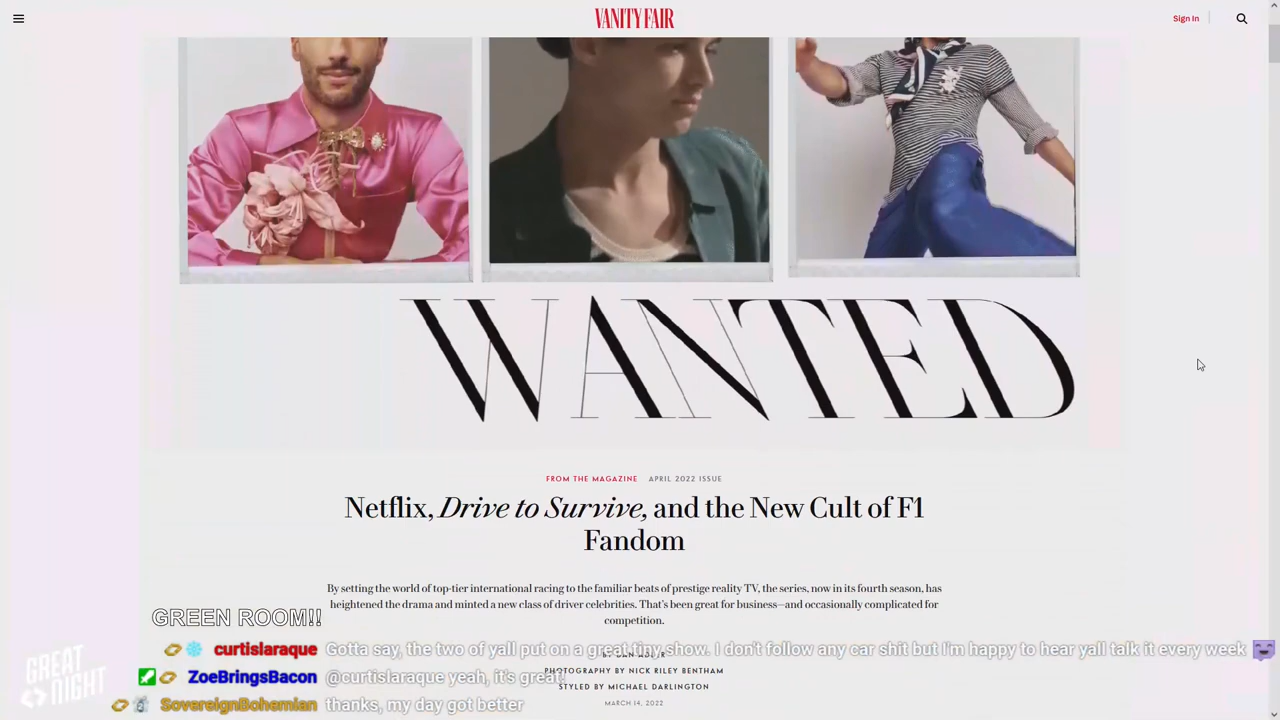 VANITY FAIR
Sign In
WANTED
FROM THE MAGAZINE APRIL 2022 ISSUE
Netflix, Drive to Survive, and the New Cult of F1
Fandom
By setting the world of top-tier international racing to the familiar beats of prestige reality TV, the series, now in its fourth season, has
heightened the drama and minted a new class of driver celebrities. That's been great for business—and occasionally complicated for
competition.
GREEN ROOM!!
curtislaraque Gotta say, the two of yall put on a great show. I don't follow any car shit but I'm happy to hear yall talk it every week
PHOTOGRAPHY BY NICK RILEY BENTHAM
ZoeBringsBacon @curtislaraque yeah, it's great!
STYLED BY MICHAEL DARLINGTON
SovereignBohemian thanks, my day got better
MARCH 14, 2022
GREAT
NIGHT